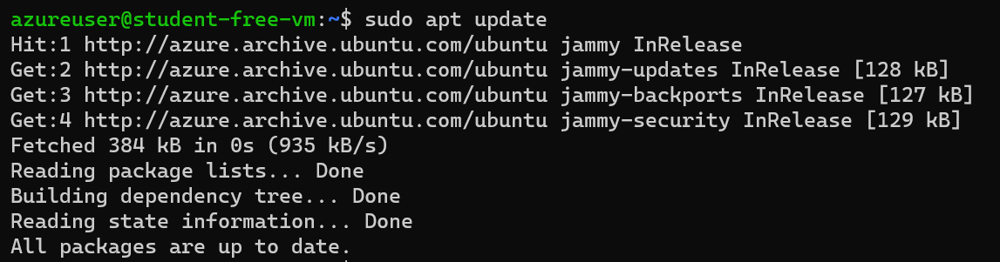 azureuser@student-free-vm:~$ sudo apt update
Hit:1 http://azure.archive.ubuntu.com/ubuntu jammy InRelease
Get:2 http://azure.archive.ubuntu.com/ubuntu jammy-updates InRelease [128 kB]
Get:3 http://azure.archive.ubuntu.com/ubuntu jammy-backports InRelease [127 kB]
Get:4 http://azure.archive.ubuntu.com/ubuntu jammy-security InRelease [129 kB]
Fetched 384 kB in 0s (935 kB/s)
Reading package lists... Done
Building dependency tree... Done
Reading state information... Done
All packages are up to date.